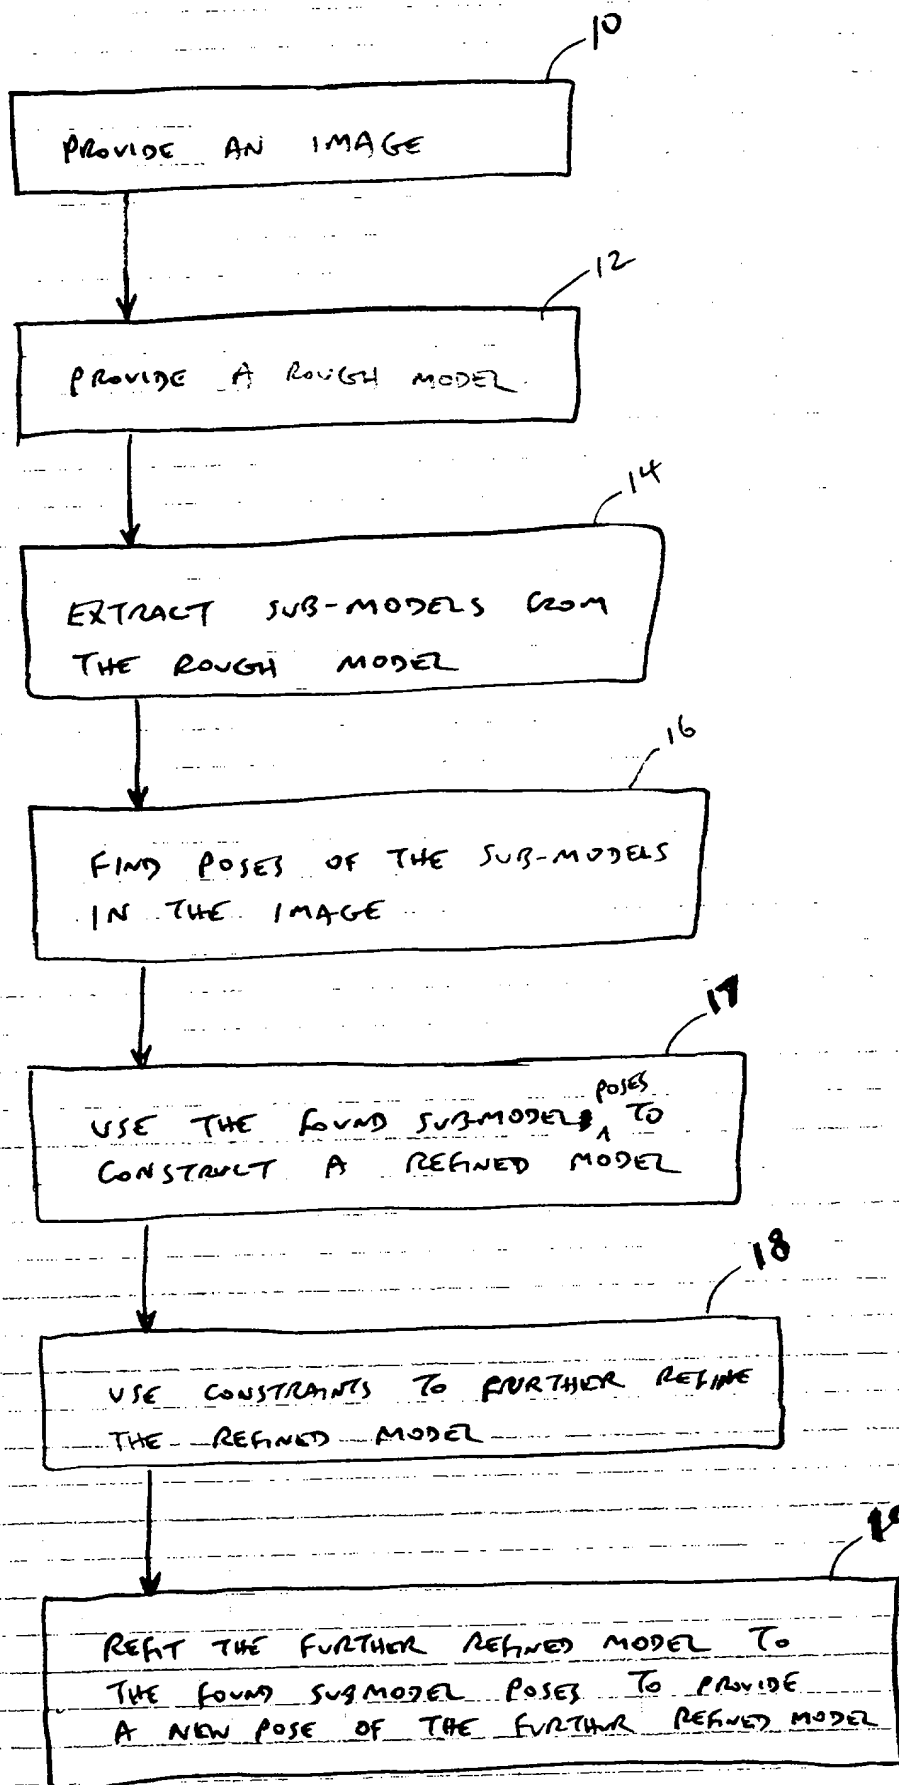 10
PROVIDE AN IMAGE
12
PROVIDE A ROUGH MODEL
14
EXTRACT SUB-MODELS FROM
THE ROUGH MODEL
16
FIND POSES OF THE SUB-MODELS
IN THE IMAGE
17
POSES
USE THE FOUND SUBMODEL TO
CONSTRUCT A REFINED MODEL
18
USE CONSTRAINTS TO FURTHER REFINE
THE REFINED MODEL
REFIT THE FURTHER REFINED MODEL TO
THE FOUND SUBMODEL POSES TO PROVIDE
A NEW POSE OF THE FURTHUR REFINED MODEL